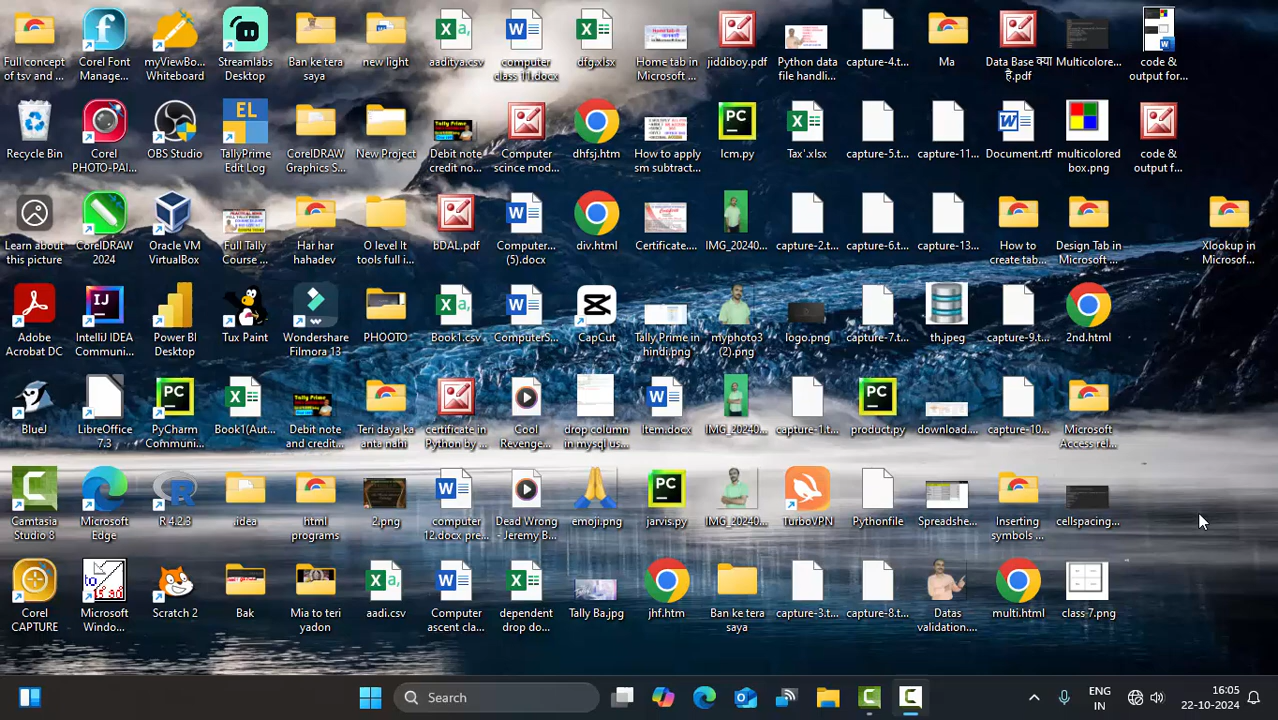 Full concept of tsv and ...
Corel Font Manage...
myViewBo... Whiteboard
Streamlabs Desktop
Ban ke tera saya
new light
aaditya.csv
computer class 11.docx
dfg.xlsx
Home tab in Microsoft ...
jiddiboy.pdf
Python data file handli...
capture-4.t...
Ma
Data Base क्या है.pdf
Multicolore...
code & output for...
Recycle Bin
Corel PHOTO-PAI...
OBS Studio
TallyPrime Edit Log
CorelDRAW Graphics S...
New Project
Debit note credit no...
Computer scince mod...
dhfsj.htm
How to apply sm subtract...
lcm.py
Tax'.xlsx
capture-5.t...
capture-11...
Document.rtf
multicolored box.png
code & output f...
Learn about this picture
CorelDRAW 2024
Oracle VM VirtualBox
Full Tally Course ...
Har har hahadev
O level It tools full i...
bDAL.pdf
Computer... (5).docx
div.html
Certificate....
IMG_20240...
capture-2.t...
capture-6.t...
capture-13...
How to create tab...
Design Tab in Microsoft ...
Xlookup in Microsof...
Adobe Acrobat DC
IntelliJ IDEA Communi...
Power BI Desktop
Tux Paint
Wondershare Filmora 13
PHOOTO
Book1.csv
ComputerS...
CapCut
Tally Prime in hindi.png
myphoto3 (2).png
logo.png
capture-7.t...
th.jpeg
capture-9.t...
2nd.html
BlueJ
LibreOffice 7.3
PyCharm Communi...
Book1(Aut...
Debit note and credit...
Teri daya ka anta nahi
certificate in Python by ...
Cool Revenge...
drop column in mysql us...
Item.docx
IMG_20240...
capture-1.t...
product.py
download....
capture-10...
Microsoft Access rel...
Camtasia Studio 8
Microsoft Edge
R 4.2.3
.idea
html programs
2.png
computer 12.docx pre...
Dead Wrong - Jeremy B...
emoji.png
jarvis.py
IMG_20240...
TurboVPN
Pythonfile
Spreadshe...
Inserting symbols ...
cellspacing...
Corel CAPTURE
Microsoft Windo...
Scratch 2
Bak
Mia to teri yadon
aadi.csv
Computer ascent cla...
dependent drop do...
Tally Ba.jpg
jhf.htm
Ban ke tera saya
capture-3.t...
capture-8.t...
Datas validation....
multi.html
class 7.png
Search
ENG
IN
16:05
22-10-2024